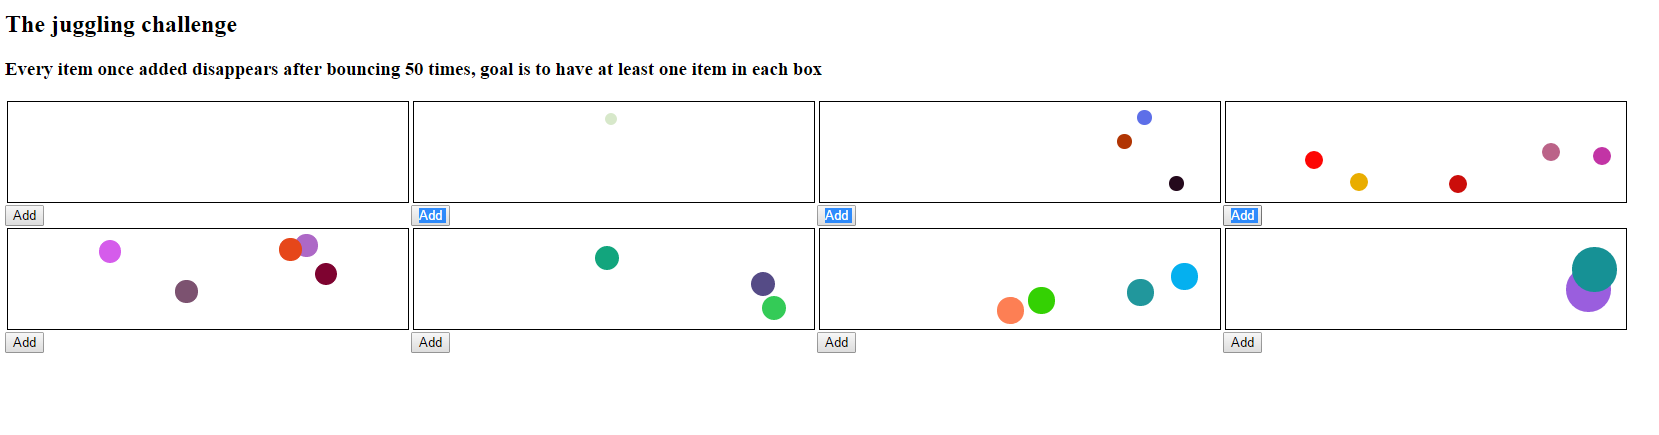 The juggling challenge
Every item once added disappears after bouncing 50 times, goal is to have at least one item in each box
Add Add Add Add
Add Add Add Add